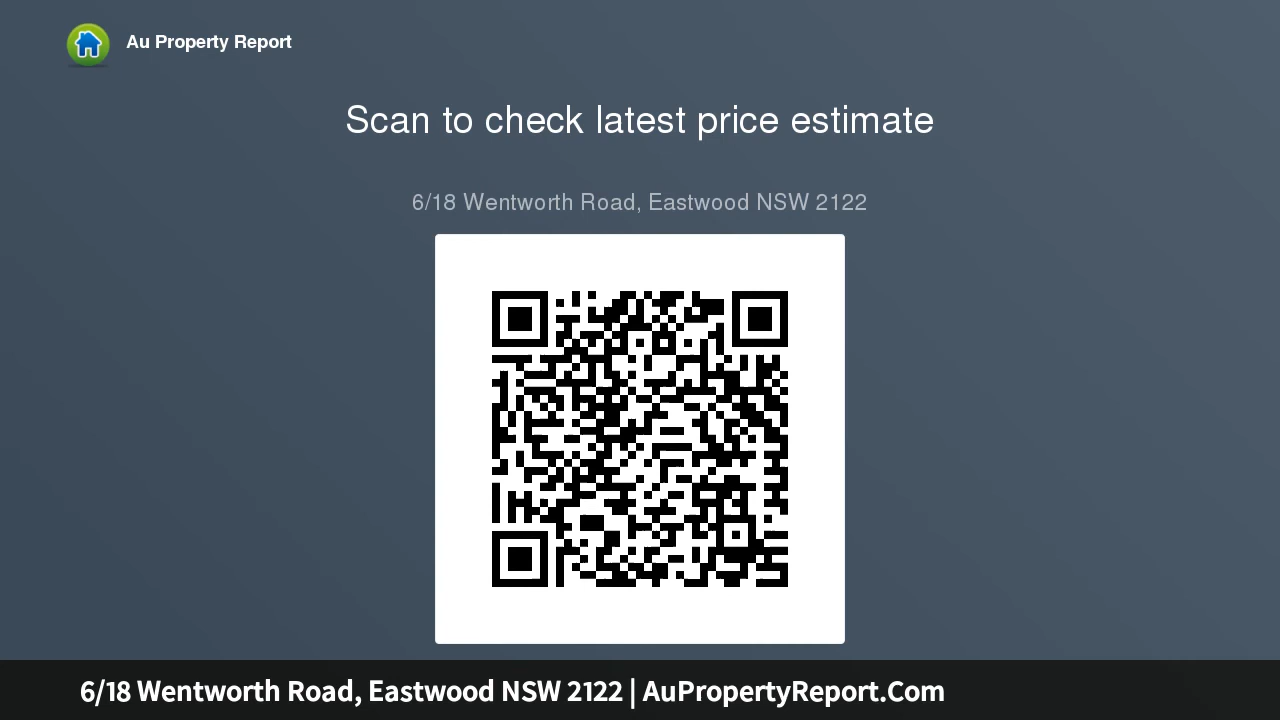 Au Property Report
Scan to check latest price estimate
6/18 Wentworth Road, Eastwood NSW 2122
6/18 Wentworth Road, Eastwood NSW 2122 | AuPropertyReport.Com